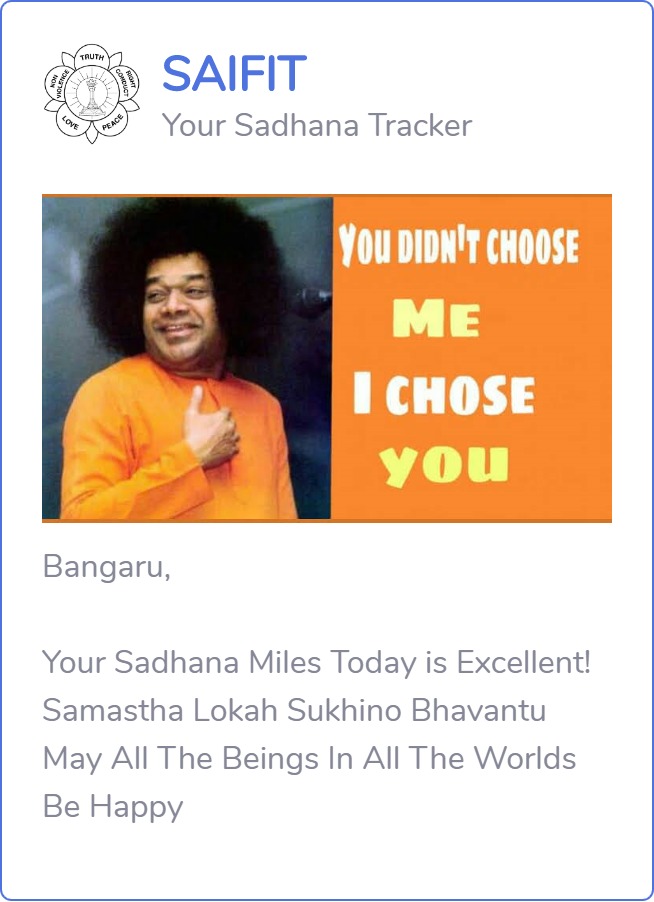 TRUTH
RIGHT
CONDUCT
PEACE
LOVE
NON
VIOLENCE
SAIFIT
Your Sadhana Tracker
YOU DIDN'T CHOOSE
ME
I CHOSE
YOU
Bangaru,
Your Sadhana Miles Today is Excellent!
Samastha Lokah Sukhino Bhavantu
May All The Beings In All The Worlds
Be Happy